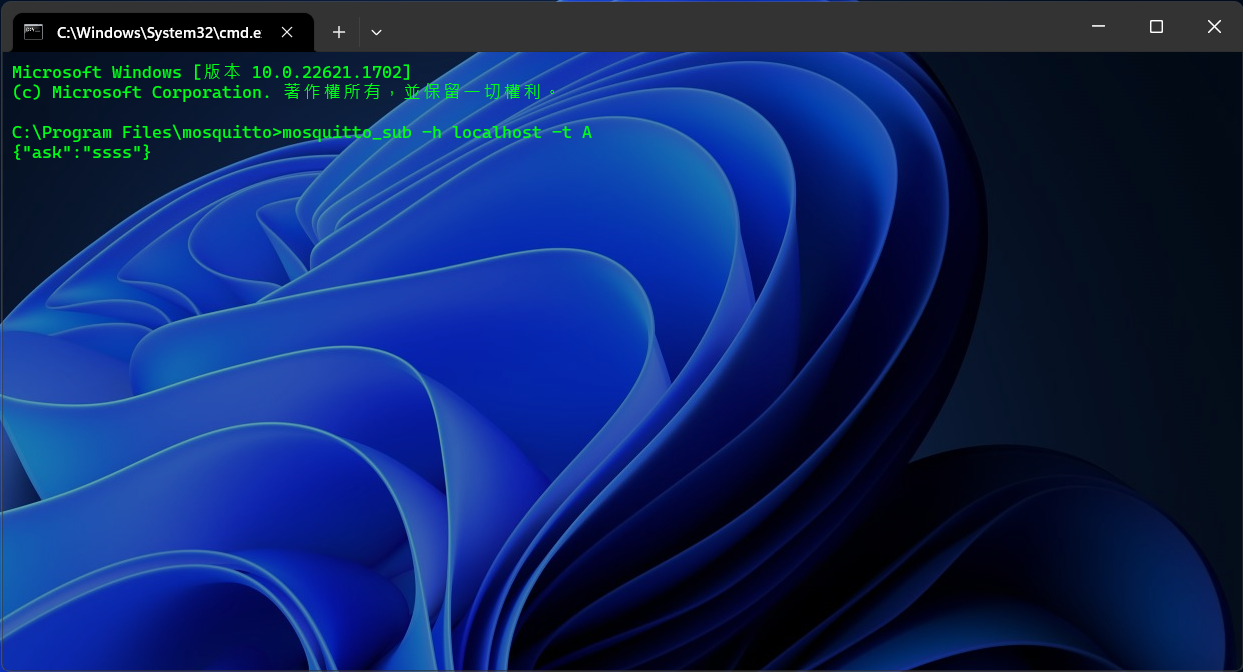 C:\Windows\System32\cmd.e
Microsoft Windows [版本 10.0.22621.1702]
(c) Microsoft Corporation. 著作權所有，並保留一切權利。
C:\Program Files\mosquitto>mosquitto_sub -h localhost -t A
{"ask":"ssss"}